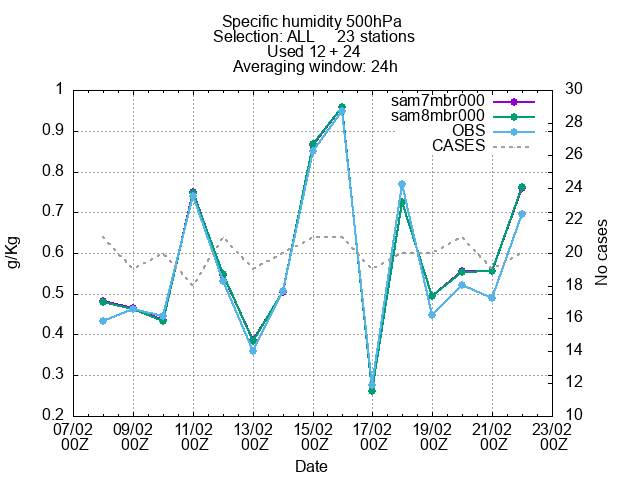 Specific humidity 500hPa
Selection: ALL 23 stations
Used 12 + 24
Averaging window: 24h
sam7mbr000
sam8mbr000
OBS
CASES
g/Kg
1
0.9
0.8
0.7
0.6
0.5
0.4
0.3
0.2
30
28
26
24
22
20
18
16
14
12
10
No cases
07/02 09/02 11/02 13/02 15/02 17/02 19/02 21/02 23/02
00Z 00Z 00Z 00Z 00Z 00Z 00Z 00Z 00Z
Date